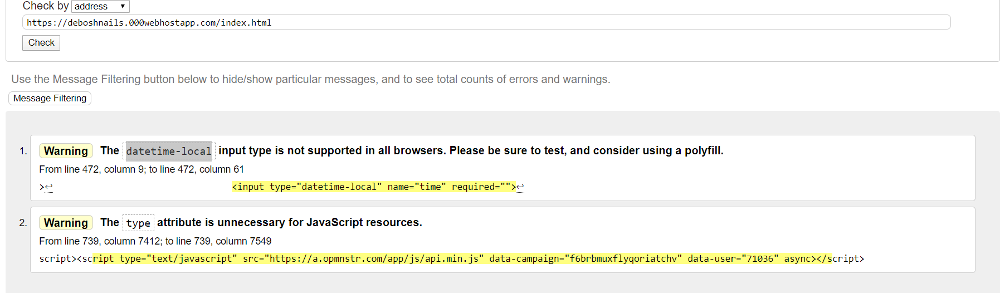 Check by address
https://deboshnails.000webhostapp.com/index.html
Check
Use the Message Filtering button below to hide/show particular messages, and to see total counts of errors and warnings.
Message Filtering
1. Warning The datetime-local input type is not supported in all browsers. Please be sure to test, and consider using a polyfill.
From line 472, column 9; to line 472, column 61
>↩ <input type="datetime-local" name="time" required="">↩
2. Warning The type attribute is unnecessary for JavaScript resources.
From line 739, column 7412; to line 739, column 7549
script><script type="text/javascript" src="https://a.opmnstr.com/app/js/api.min.js" data-campaign="f6brbmuxflyqoriatchv" data-user="71036" async></script>